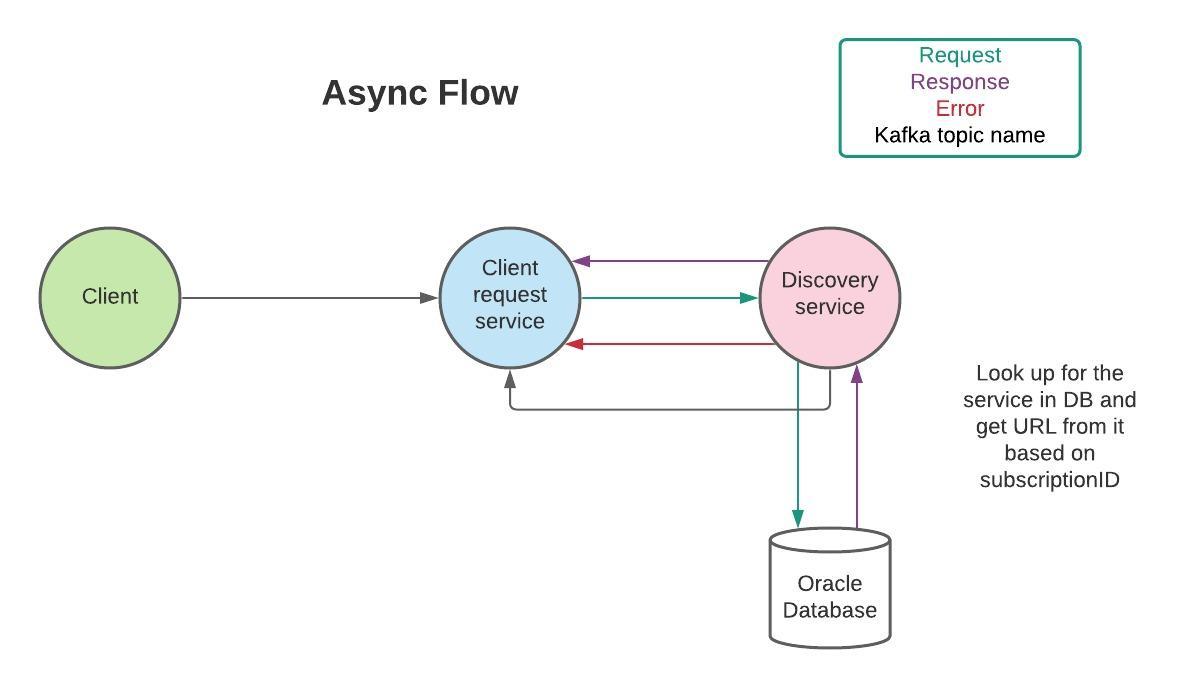 Async Flow
Request
Response
Error
Kafka topic name
Client
Client
request
service
Discovery
service
Look up for the
service in DB and
get URL from it
based on
subscriptionID
Oracle
Database